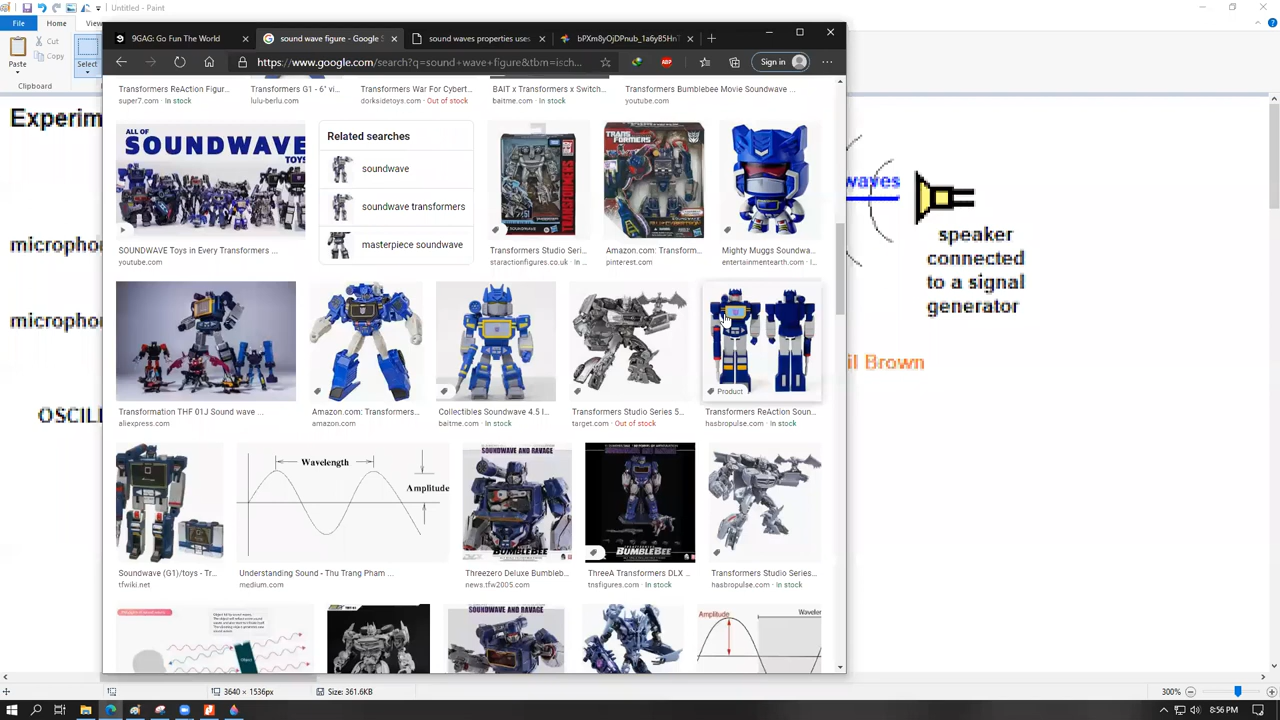 Untitled - Paint
File
Home
View
Paste
Cut
Copy
Select
Clipboard
9GAG: Go Fun The World
sound wave figure - Google S
sound waves properties uses
bPXm8yOjDPnub_1a6yB5HnT
https://www.google.com/search?q=sound+wave+figure&tbm=isch...
ABP
Sign in
Transformers ReAction Figur...
super7.com • In stock
Transformers G1 - 6" vi...
lulu-berlu.com
Transformers War For Cybert...
dorksidetoys.com • Out of stock
BAIT x Transformers x Switch...
baitme.com • In stock
Transformers Bumblebee Movie Soundwave ...
youtube.com
ALL OF
SOUNDWAVE
TOYS
SOUNDWAVE Toys in Every Transformers ...
youtube.com
Related searches
soundwave
soundwave transformers
masterpiece soundwave
Transformers Studio Seri...
staractionfigures.co.uk • In ...
TRANSFORMERS
Amazon.com: Transform...
pinterest.com
Mighty Muggs Soundwa...
entertainmentearth.com • I...
Transformation THF 01J Sound wave ...
aliexpress.com
Amazon.com: Transformers...
amazon.com
Collectibles Soundwave 4.5 I...
baitme.com • In stock
Transformers Studio Series 5...
target.com • Out of stock
Product
Transformers ReAction Soun...
hasbropulse.com • In stock
Soundwave (G1)/toys - Tr...
tfwiki.net
Wavelength
Amplitude
Understanding Sound - Thu Trang Pham ...
medium.com
SOUNDWAVE AND RAVAGE
BUMBLEBEE
Threezero Deluxe Bumbleb...
news.tfw2005.com
BUMBLEBEE
ThreeA Transformers DLX ...
tnsfigures.com • In stock
Transformers Studio Series...
hasbropulse.com • In stock
SOUNDWAVE AND RAVAGE
Amplitude
Waveler
Experim
microphon
microphon
OSCILL
waves
speaker
connected
to a signal
generator
il Brown
3640 × 1536px
Size: 361.6KB
300%
8:56 PM